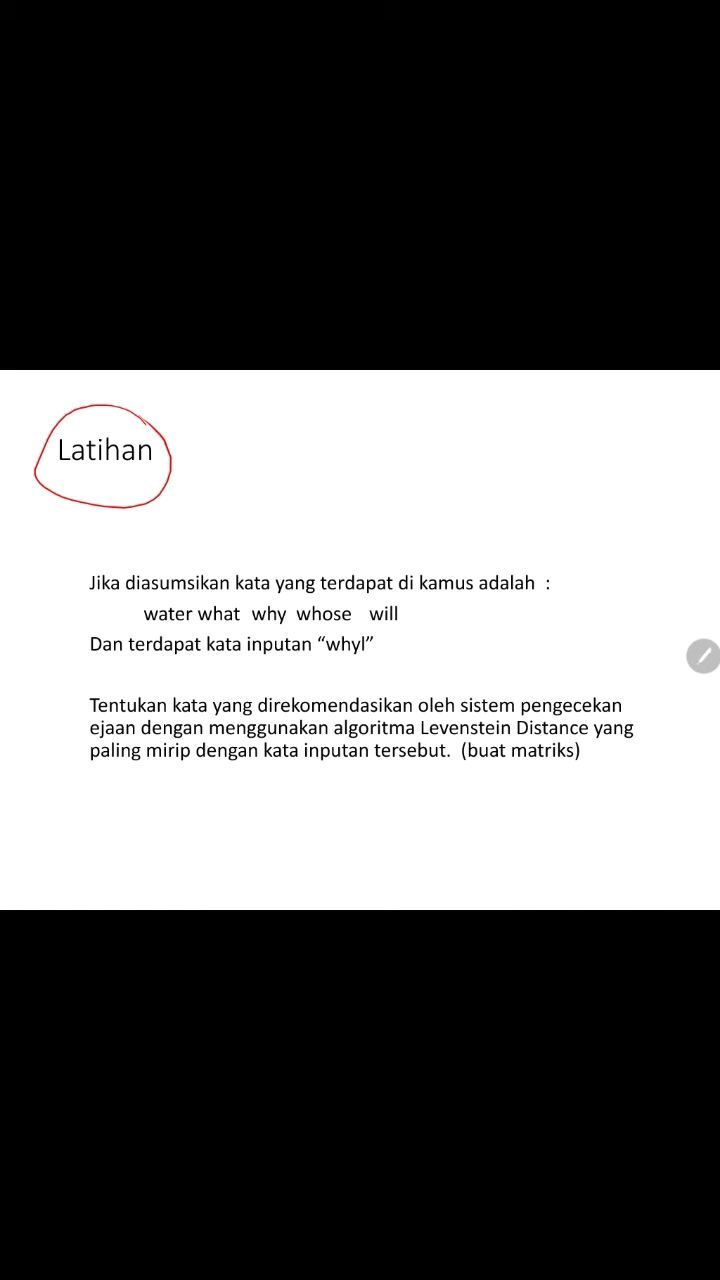 Latihan
Jika diasumsikan kata yang terdapat di kamus adalah :
water what why whose will
Dan terdapat kata inputan “whyl”
Tentukan kata yang direkomendasikan oleh sistem pengecekan
ejaan dengan menggunakan algoritma Levenstein Distance yang
paling mirip dengan kata inputan tersebut. (buat matriks)